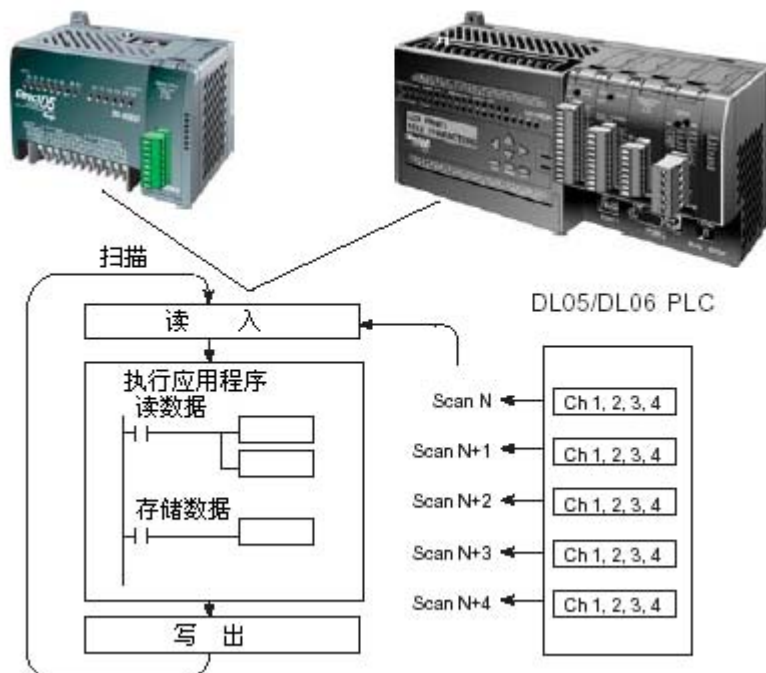 LCD PANEL
扫描
DL05/DL06 PLC
读 入
执行应用程序
读数据
存储数据
写 出
Scan N
Ch 1, 2, 3, 4
Scan N+1
Ch 1, 2, 3, 4
Scan N+2
Ch 1, 2, 3, 4
Scan N+3
Ch 1, 2, 3, 4
Scan N+4
Ch 1, 2, 3, 4